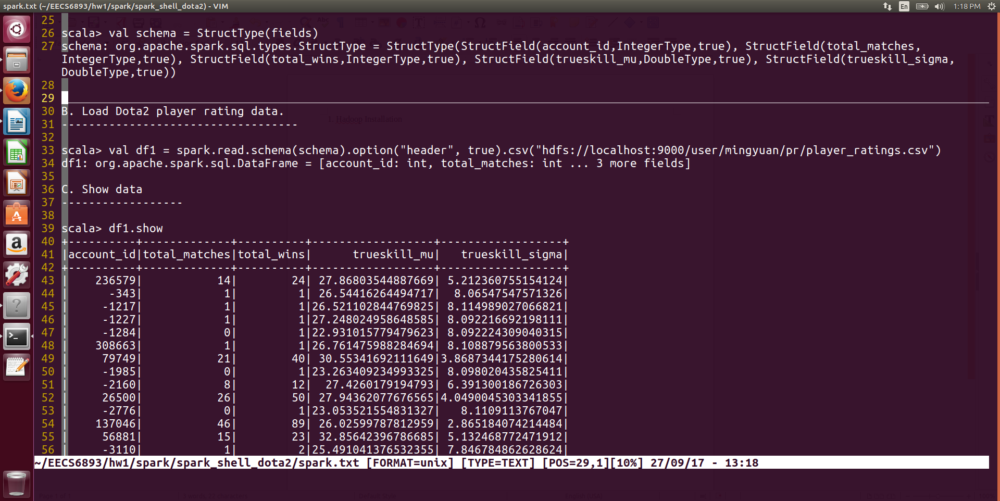 spark.txt (~/EECS6893/hw1/spark/spark_shell_dota2) - VIM
En
1:18 PM
25
26 scala> val schema = StructType(fields)
27 schema: org.apache.spark.sql.types.StructType = StructType(StructField(account_id,IntegerType,true), StructField(total_matches,
IntegerType,true), StructField(total_wins,IntegerType,true), StructField(trueskill_mu,DoubleType,true), StructField(trueskill_sigma,
DoubleType,true))
28
29
30 B. Load Dota2 player rating data.
1. Hadoop Installation
31 -----------------------------------
32
33 scala> val df1 = spark.read.schema(schema).option("header", true).csv("hdfs://localhost:9000/user/mingyuan/pr/player_ratings.csv")
34 df1: org.apache.spark.sql.DataFrame = [account_id: int, total_matches: int ... 3 more fields]
35
36 C. Show data
37 ------------------
38
39 scala> df1.show
40 +----------+-------------+----------+------------------+------------------+
41 |account_id|total_matches|total_wins|      trueskill_mu|   trueskill_sigma|
42 +----------+-------------+----------+------------------+------------------+
43 |    236579|           14|        24| 27.86803544887669| 5.212360755154124|
44 |      -343|            1|         1| 26.54416264494717|  8.06547547571326|
45 |     -1217|            1|         1|26.521102844769825| 8.114989027066821|
46 |     -1227|            1|         1|27.248024958648585| 8.092216692198111|
47 |     -1284|            0|         1|22.931015779479623| 8.092224309040315|
48 |    308663|            1|         1|26.761475988284694| 8.108879563800533|
49 |     79749|           21|        40| 30.55341692111649|3.8687344175280614|
50 |     -1985|            0|         1|23.263409234993325| 8.098020435825411|
51 |     -2160|            8|        12|  27.4260179194793| 6.391300186726303|
52 |     26500|           26|        50| 27.94362077676565|4.0490045303341855|
53 |     -2776|            0|         1|23.053521554831327|   8.1109113767047|
54 |    137046|           46|        89| 26.02599787812959| 2.865184074214484|
55 |     56881|           15|        23| 32.85642396786685| 5.132468772471912|
56 |     -3110|            1|         2|25.491041376532355| 7.846784862628624|
~/EECS6893/hw1/spark/spark_shell_dota2/spark.txt [FORMAT=unix] [TYPE=TEXT] [POS=29,1][10%] 27/09/17 - 13:18